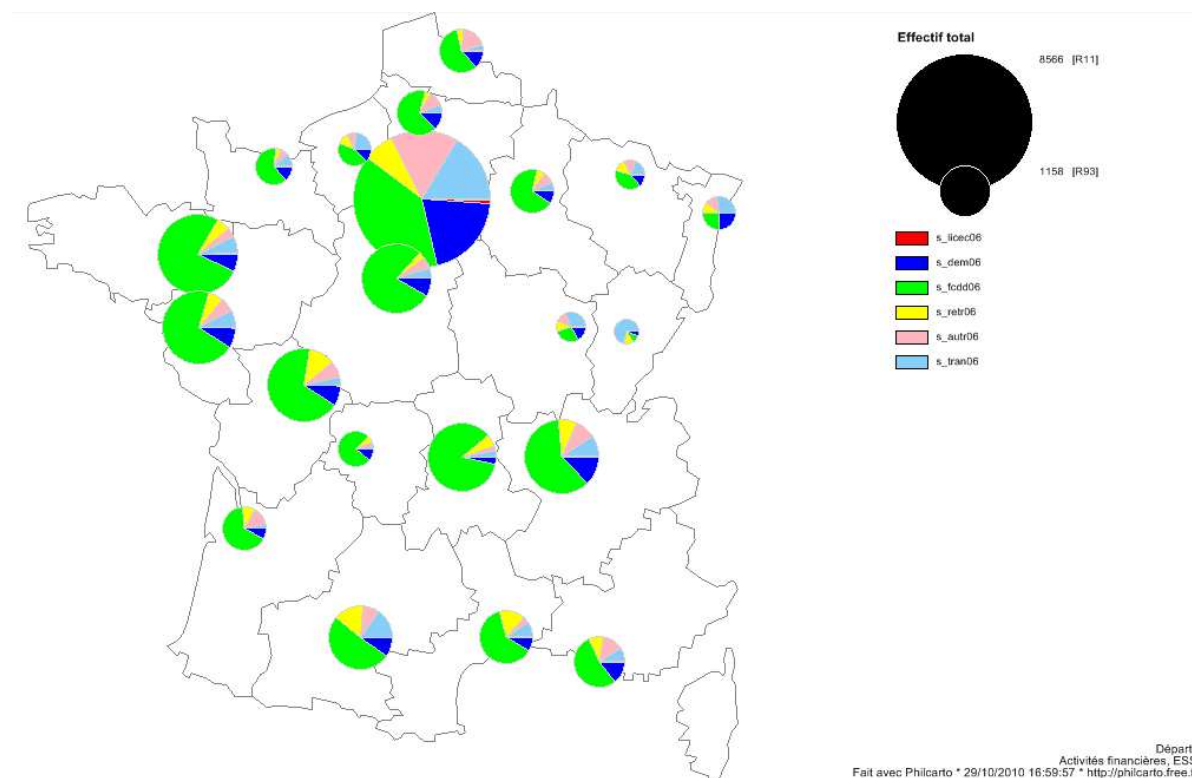 Effectif total
8566 [R11]
1158 [R93]
s_licec06
s_dem06
s_fcdd06
s_retr06
s_autr06
s_tran06
Départ
Activités financières, ESS
Fait avec Philcarto * 29/10/2010 16:59:57 * http://philcarto.free.